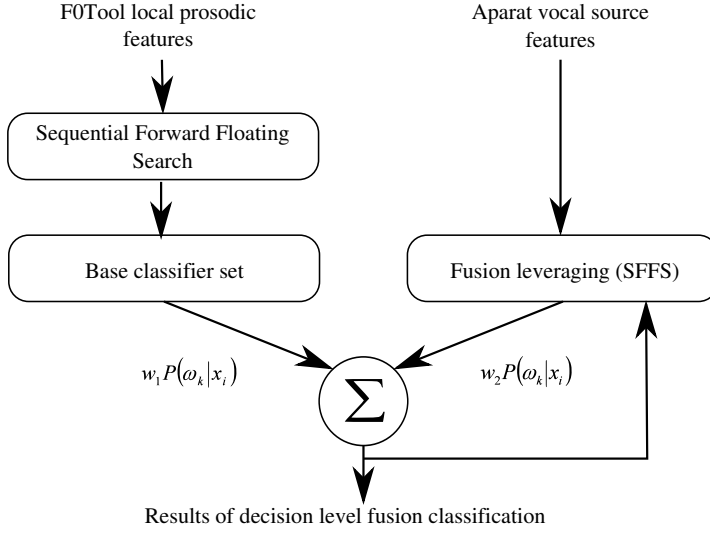 F0Tool local prosodic
features
Aparat vocal source
features
Sequential Forward Floating
Search
Base classifier set
Fusion leveraging (SFFS)
w₁P(ωₖ|xᵢ)
w₂P(ωₖ|xᵢ)
Σ
Results of decision level fusion classification